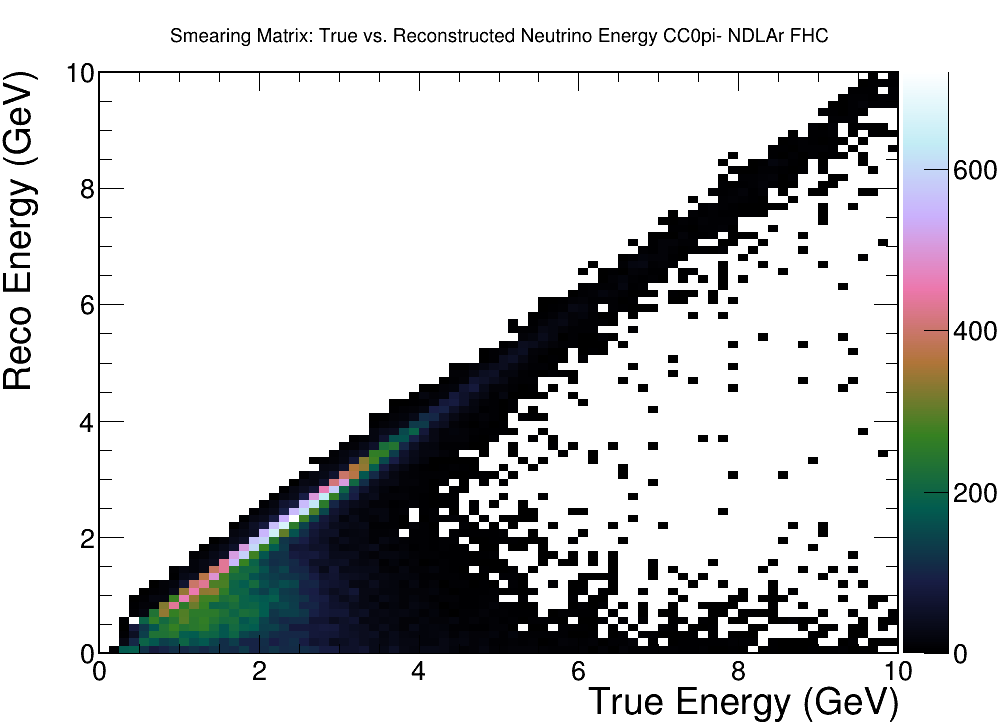 Smearing Matrix: True vs. Reconstructed Neutrino Energy CC0pi- NDLAr FHC
Reco Energy (GeV)
10
8
6
4
2
0
0 2 4 6 8 10
True Energy (GeV)
600
400
200
0